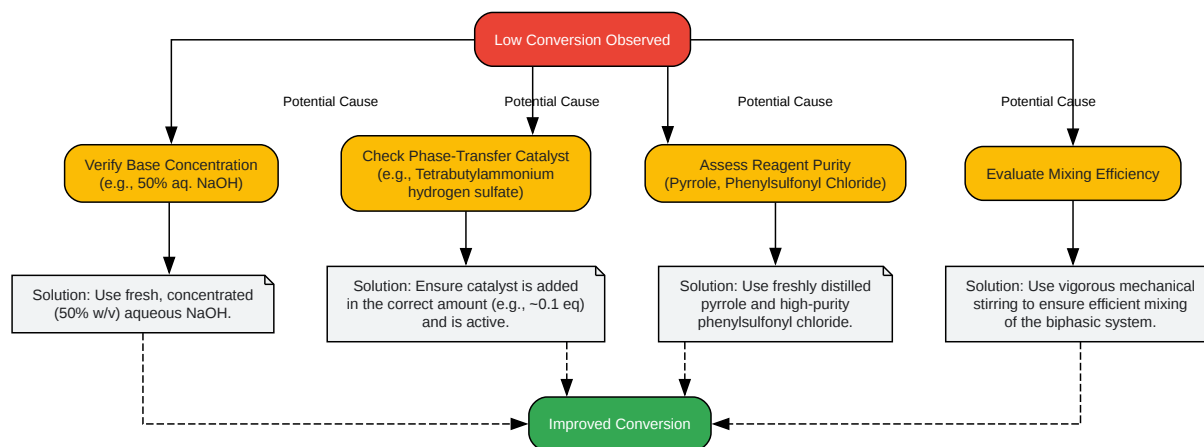 Low Conversion Observed
Potential Cause
Potential Cause
Potential Cause
Potential Cause
Verify Base Concentration
(e.g., 50% aq. NaOH)
Check Phase-Transfer Catalyst
(e.g., Tetrabutylammonium
hydrogen sulfate)
Assess Reagent Purity
(Pyrrole, Phenylsulfonyl Chloride)
Evaluate Mixing Efficiency
Solution: Use fresh, concentrated
(50% w/v) aqueous NaOH.
Solution: Ensure catalyst is added
in the correct amount (e.g., ~0.1 eq)
and is active.
Solution: Use freshly distilled
pyrrole and high-purity
phenylsulfonyl chloride.
Solution: Use vigorous mechanical
stirring to ensure efficient mixing
of the biphasic system.
Improved Conversion